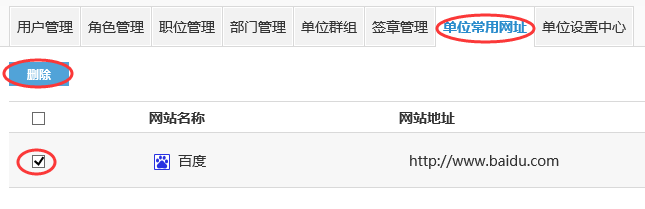 用户管理 角色管理 职位管理 部门管理 单位群组 签章管理 单位常用网址 单位设置中心
删除
网站名称 网站地址
百度 http://www.baidu.com